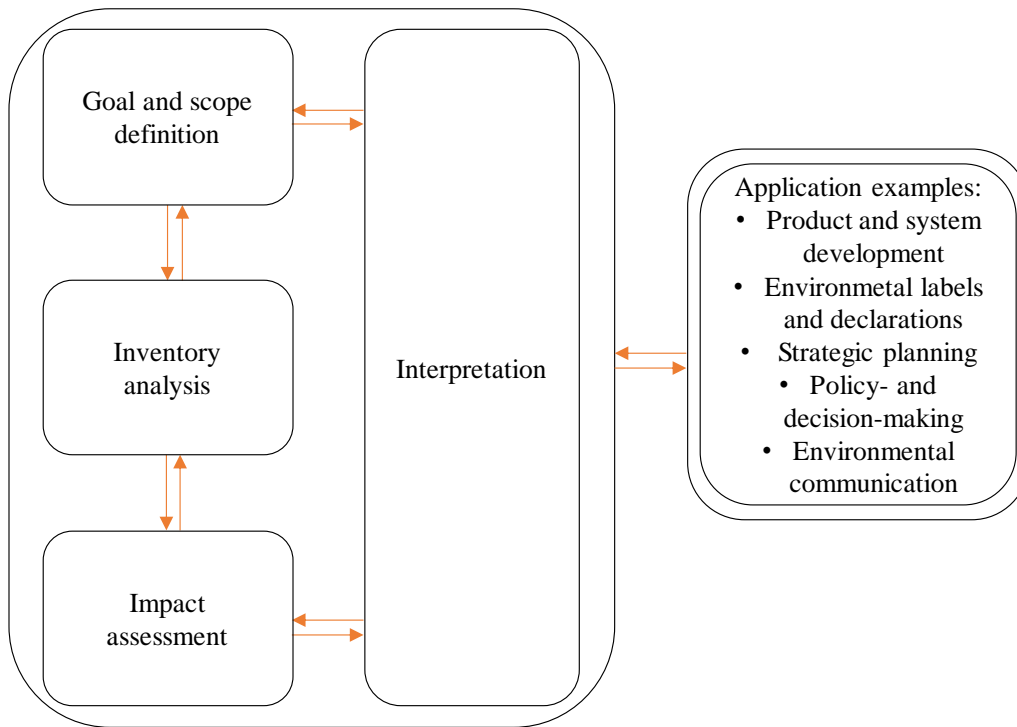 Goal and scope
definition
Inventory
analysis
Impact
assessment
Interpretation
Application examples:
• Product and system
development
• Environmetal labels
and declarations
• Strategic planning
• Policy- and
decision-making
• Environmental
communication